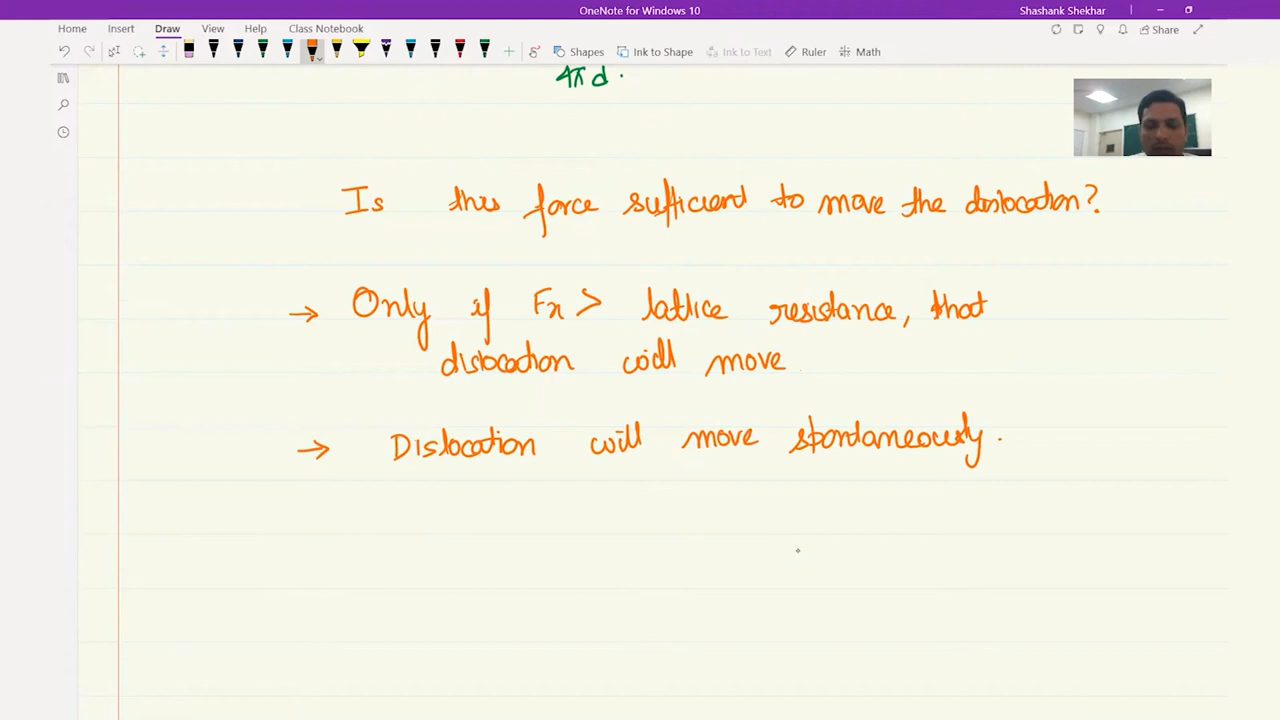 OneNote for Windows 10
Shashank Shekhar
Home Insert Draw View Help Class Notebook
Share
Shapes Ink to Shape Ink to Text Ruler Math
4π d.
Is this force sufficient to move the dislocation?
→ Only if Fx > lattice resistance, that
dislocation will move.
→ Dislocation will move spontaneously.